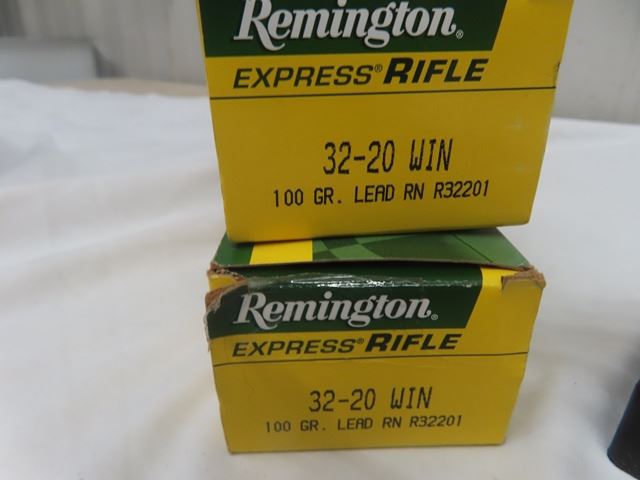 Remington®
EXPRESS® RIFLE
32-20 WIN
100 GR. LEAD RN R32201
Remington®
EXPRESS® RIFLE
32-20 WIN
100 GR. LEAD RN R32201